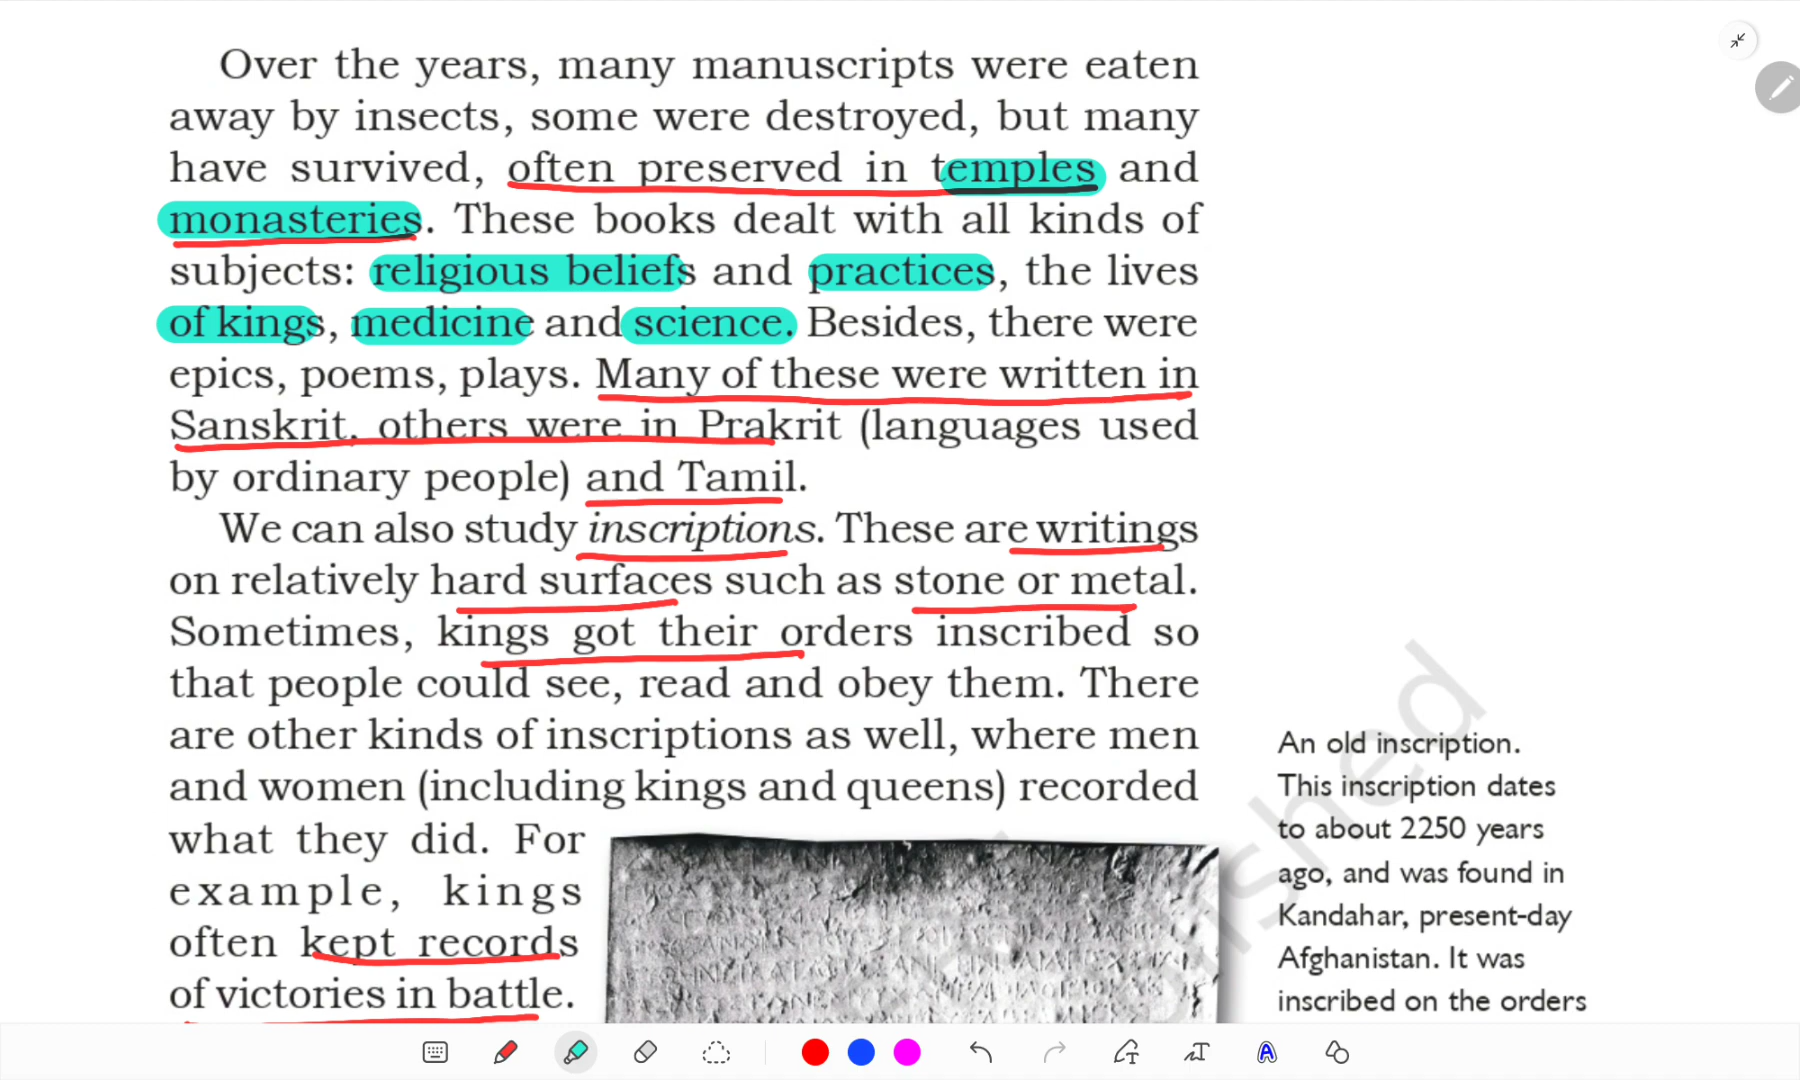 Over the years, many manuscripts were eaten
away by insects, some were destroyed, but many
have survived, often preserved in temples and
monasteries. These books dealt with all kinds of
subjects: religious beliefs and practices, the lives
of kings, medicine and science. Besides, there were
epics, poems, plays. Many of these were written in
Sanskrit, others were in Prakrit (languages used
by ordinary people) and Tamil.
We can also study inscriptions. These are writings
on relatively hard surfaces such as stone or metal.
Sometimes, kings got their orders inscribed so
that people could see, read and obey them. There
are other kinds of inscriptions as well, where men
and women (including kings and queens) recorded
what they did. For
example, kings
often kept records
of victories in battle.
An old inscription.
This inscription dates
to about 2250 years
ago, and was found in
Kandahar, present-day
Afghanistan. It was
inscribed on the orders